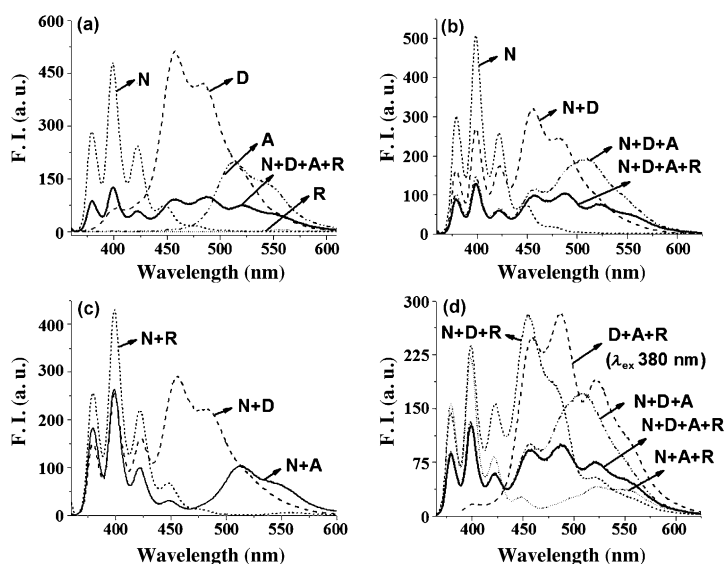 (a)
600
450
300
150
0
F. I. (a. u.)
N
D
A
N+D+A+R
R
400 450 500 550 600
Wavelength (nm)
(b)
500
400
300
200
100
0
F. I. (a. u.)
N
N+D
N+D+A
N+D+A+R
400 450 500 550 600
Wavelength (nm)
(c)
400
300
200
100
0
F. I. (a. u.)
N+R
N+D
N+A
400 450 500 550 600
Wavelength (nm)
(d)
300
225
150
75
0
F. I. (a. u.)
N+D+R
D+A+R
(λex 380 nm)
N+D+A
N+D+A+R
N+A+R
400 450 500 550 600
Wavelength (nm)